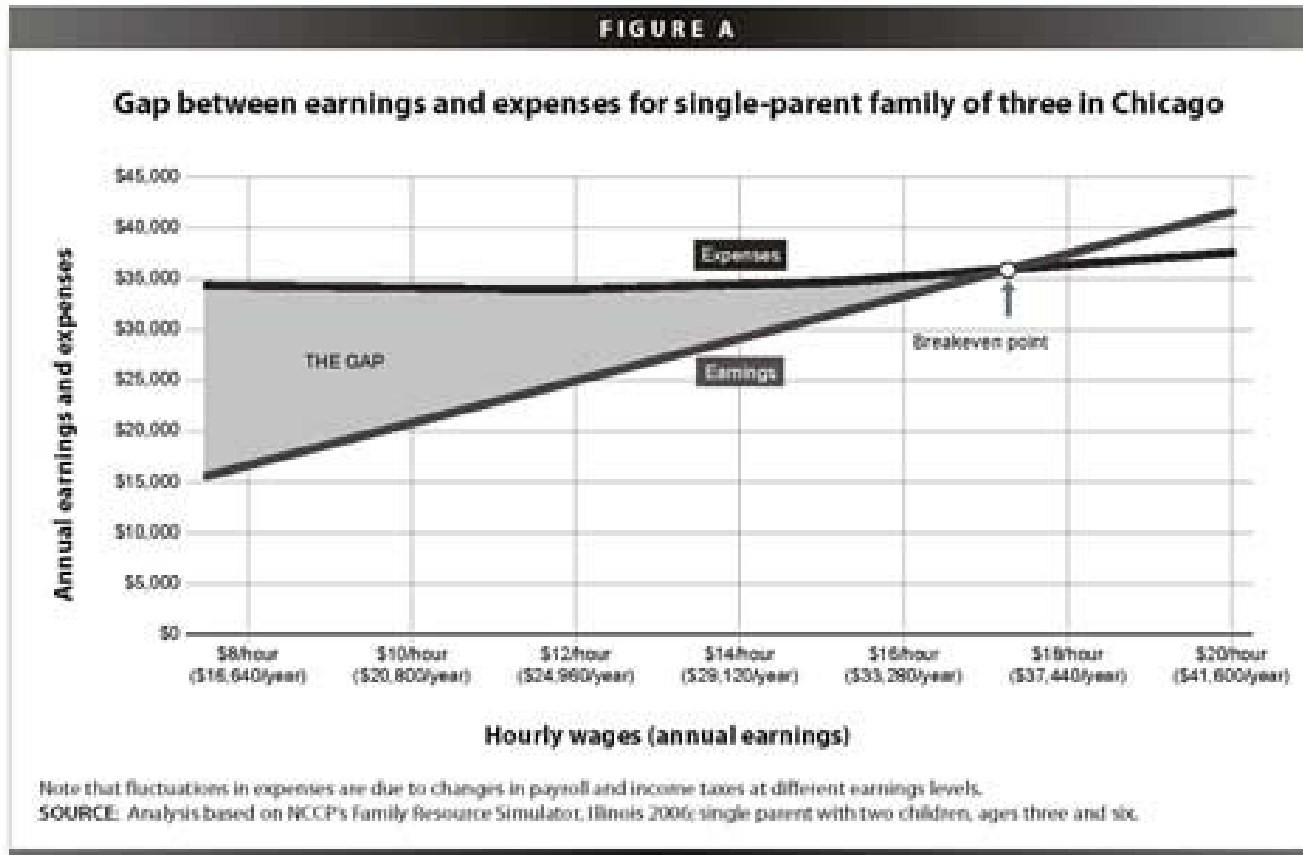 FIGURE A
Gap between earnings and expenses for single-parent family of three in Chicago
Annual earnings and expenses
$45,000
$40,000
$35,000
$30,000
$25,000
$20,000
$15,000
$10,000
$5,000
$0
Expenses
THE GAP
Earnings
Breakeven point
$8/hour
($16,640/year)
$10/hour
($20,800/year)
$12/hour
($24,960/year)
$14/hour
($29,120/year)
$16/hour
($33,280/year)
$18/hour
($37,440/year)
$20/hour
($41,600/year)
Hourly wages (annual earnings)
Note that fluctuations in expenses are due to changes in payroll and income taxes at different earnings levels.
SOURCE: Analysis based on NCCP's Family Resource Simulator, Illinois 2006; single parent with two children, ages three and six.